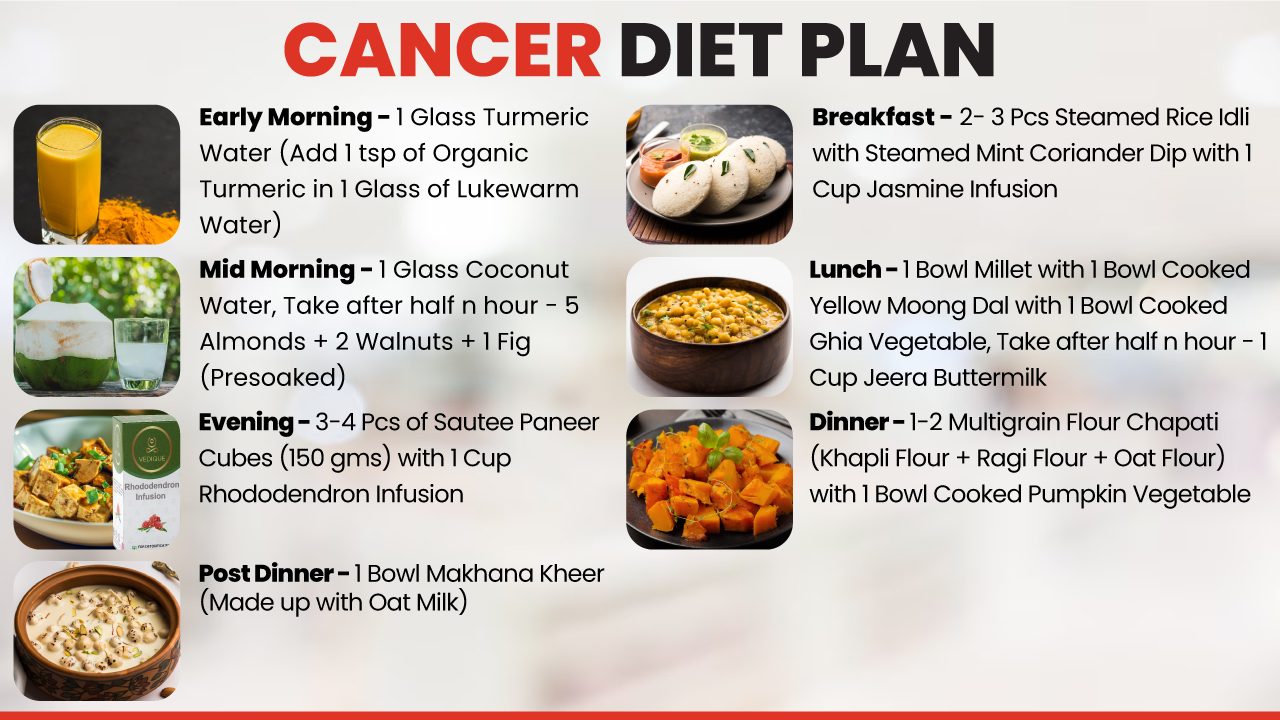 CANCER DIET PLAN
Early Morning - 1 Glass Turmeric
Water (Add 1 tsp of Organic
Turmeric in 1 Glass of Lukewarm
Water)
Breakfast - 2- 3 Pcs Steamed Rice Idli
with Steamed Mint Coriander Dip with 1
Cup Jasmine Infusion
Mid Morning - 1 Glass Coconut
Water, Take after half n hour - 5
Almonds + 2 Walnuts + 1 Fig
(Presoaked)
Lunch - 1 Bowl Millet with 1 Bowl Cooked
Yellow Moong Dal with 1 Bowl Cooked
Ghia Vegetable, Take after half n hour - 1
Cup Jeera Buttermilk
Evening - 3-4 Pcs of Sautee Paneer
Cubes (150 gms) with 1 Cup
Rhododendron Infusion
VEDIQUE
Rhododendron
Infusion
Dinner - 1-2 Multigrain Flour Chapati
(Khapli Flour + Ragi Flour + Oat Flour)
with 1 Bowl Cooked Pumpkin Vegetable
Post Dinner - 1 Bowl Makhana Kheer
(Made up with Oat Milk)